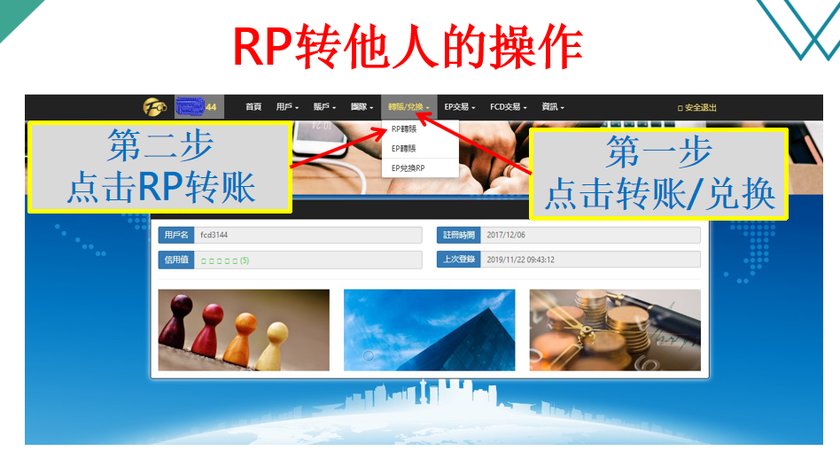 RP转他人的操作
FCD 44 首頁 用戶 賬戶 團隊 轉賬/兌換 EP交易 FCD交易 資訊 安全退出
RP轉賬
EP轉賬
EP兌換RP
第二步
点击RP转账
第一步
点击转账/兑换
用戶名 fcd3144 註冊時間 2017/12/06
信用值 (5) 上次登錄 2019/11/22 09:43:12